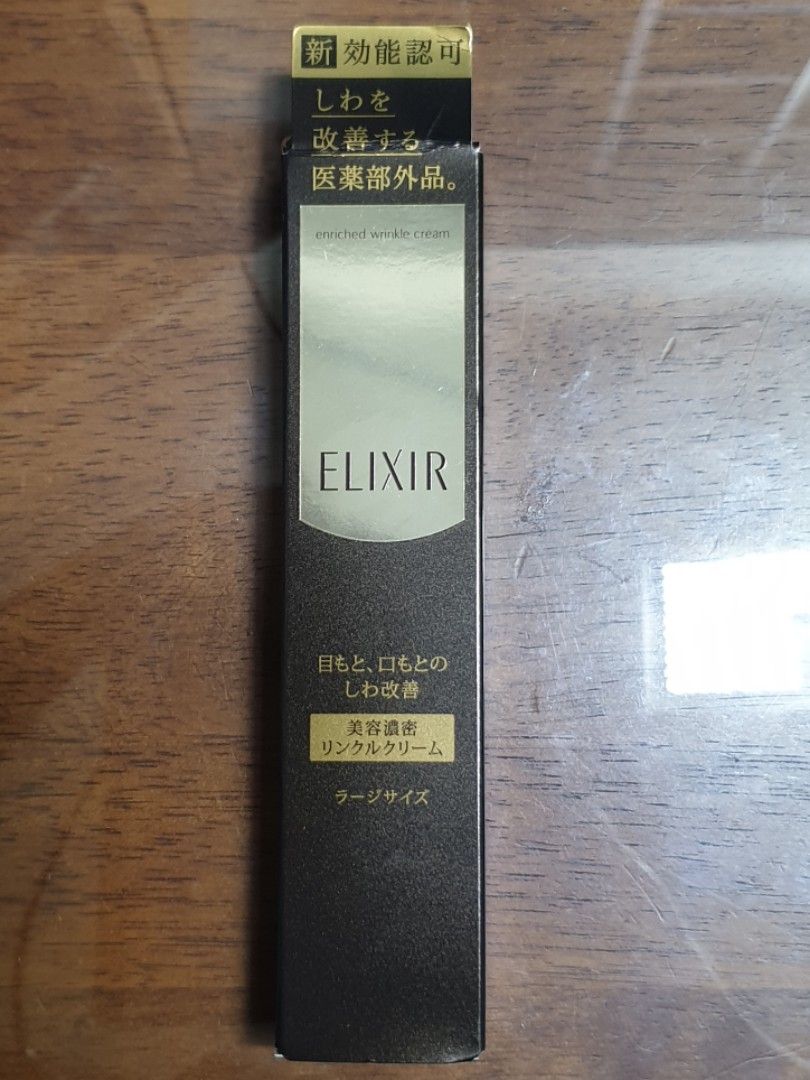 新 効能認可
しわを
改善する
医薬部外品。
enriched wrinkle cream
ELIXIR
目もと、口もとの
しわ改善
美容濃密
リンクルクリーム
ラージサイズ